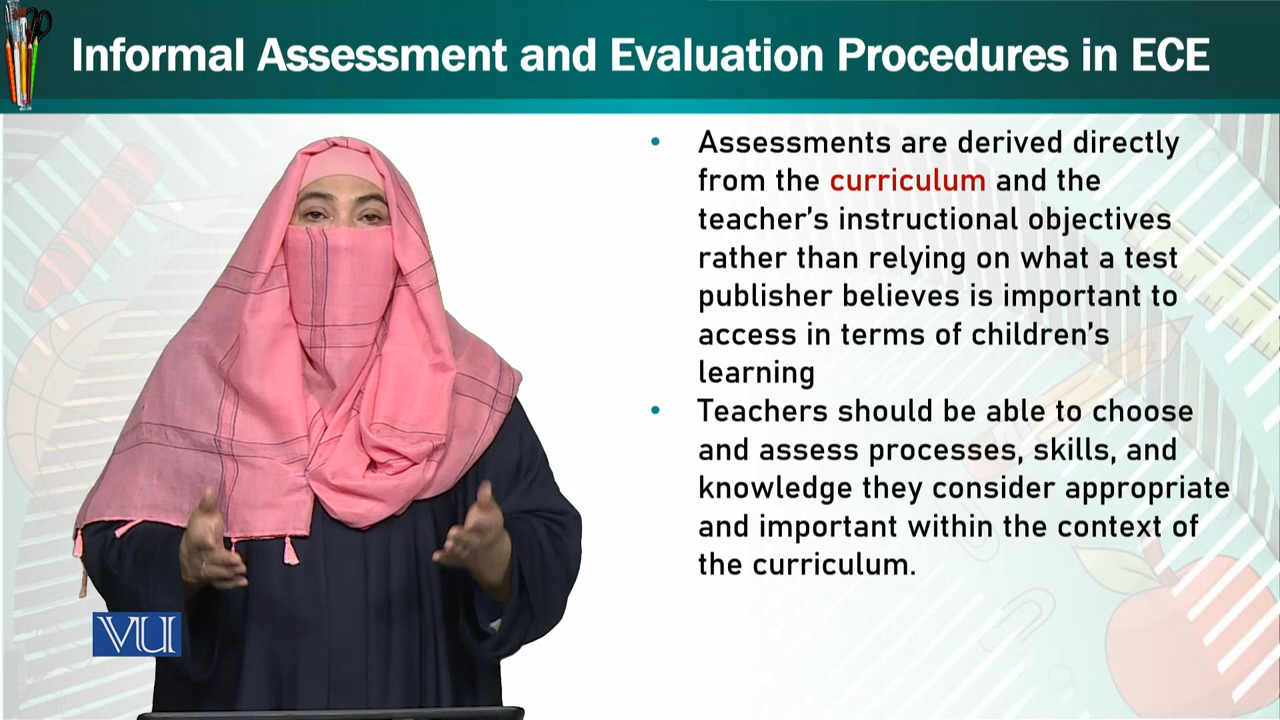 Informal Assessment and Evaluation Procedures in ECE
• Assessments are derived directly
from the curriculum and the
teacher's instructional objectives
rather than relying on what a test
publisher believes is important to
access in terms of children's
learning
• Teachers should be able to choose
and assess processes, skills, and
knowledge they consider appropriate
and important within the context of
the curriculum.
VU